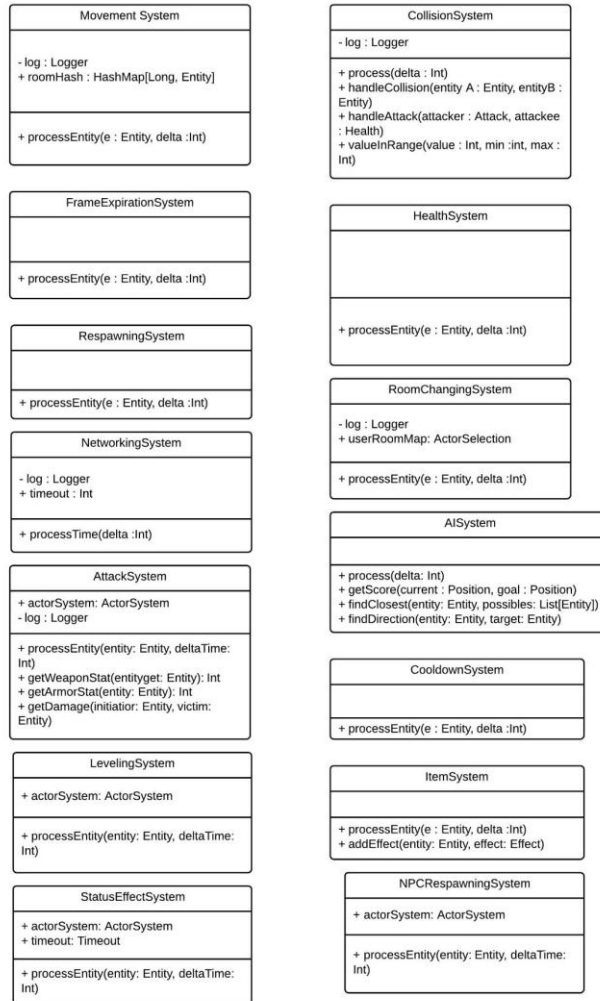 Movement System
- log : Logger
+ roomHash : HashMap[Long, Entity]
+ processEntity(e : Entity, delta :Int)
FrameExpirationSystem
+ processEntity(e : Entity, delta :Int)
RespawningSystem
+ processEntity(e : Entity, delta :Int)
NetworkingSystem
- log : Logger
+ timeout : Int
+ processTime(delta :Int)
AttackSystem
+ actorSystem: ActorSystem
- log : Logger
+ processEntity(entity: Entity, deltaTime:
Int)
+ getWeaponStat(entityget: Entity): Int
+ getArmorStat(entity: Entity): Int
+ getDamage(initiatior: Entity, victim:
Entity)
LevelingSystem
+ actorSystem: ActorSystem
+ processEntity(entity: Entity, deltaTime:
Int)
StatusEffectSystem
+ actorSystem: ActorSystem
+ timeout: Timeout
+ processEntity(entity: Entity, deltaTime:
Int)
CollisionSystem
- log : Logger
+ process(delta : Int)
+ handleCollision(entity A : Entity, entityB :
Entity)
+ handleAttack(attacker : Attack, attackee
: Health)
+ valueInRange(value : Int, min :int, max :
Int)
HealthSystem
+ processEntity(e : Entity, delta :Int)
RoomChangingSystem
- log : Logger
+ userRoomMap: ActorSelection
+ processEntity(e : Entity, delta :Int)
AISystem
+ process(delta: Int)
+ getScore(current : Position, goal : Position)
+ findClosest(entity: Entity, possibles: List[Entity])
+ findDirection(entity: Entity, target: Entity)
CooldownSystem
+ processEntity(e : Entity, delta :Int)
ItemSystem
+ processEntity(e : Entity, delta :Int)
+ addEffect(entity: Entity, effect: Effect)
NPCRespawningSystem
+ actorSystem: ActorSystem
+ processEntity(entity: Entity, deltaTime:
Int)